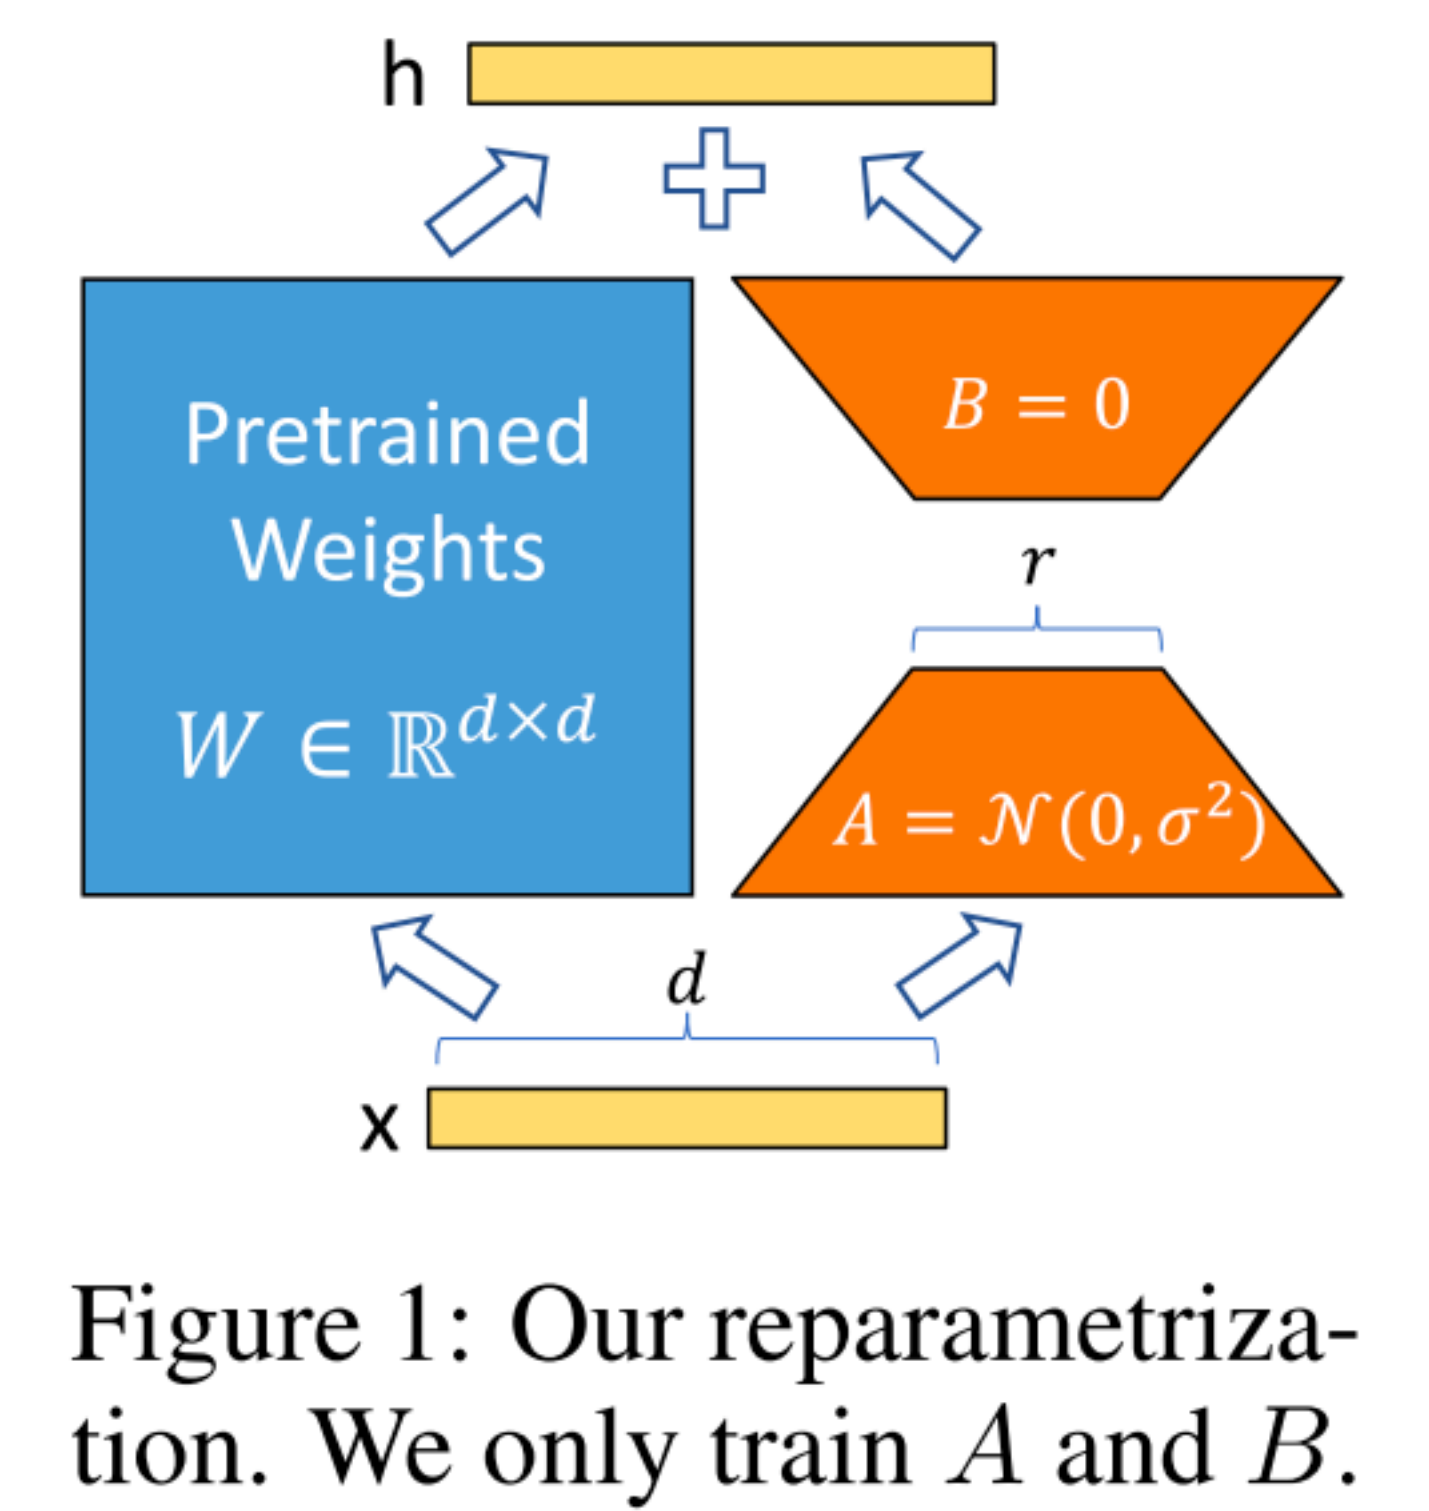 h
Pretrained
Weights
W ∈ ℝ^{d×d}
B = 0
r
A = 𝒩(0, σ²)
d
x
Figure 1: Our reparametriza-
tion. We only train A and B.